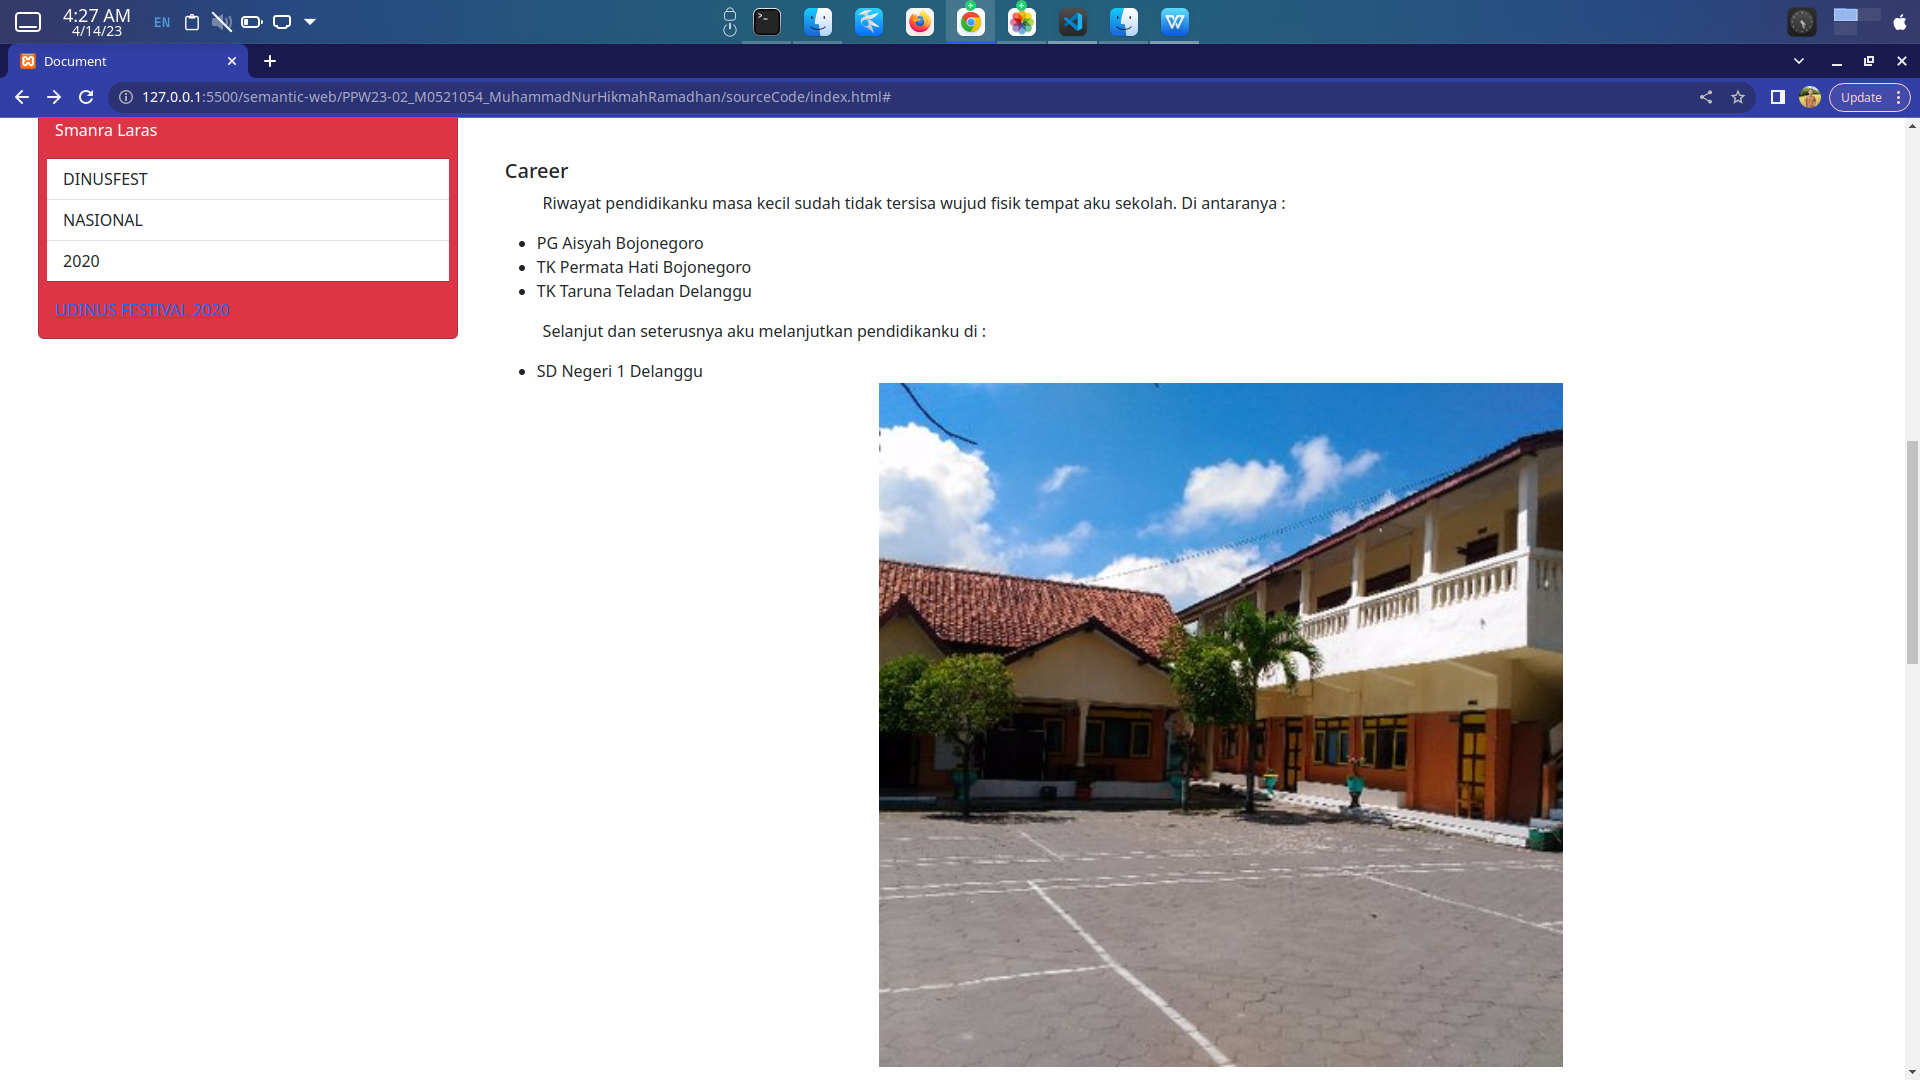 4:27 AM
4/14/23
EN
Document
127.0.0.1:5500/semantic-web/PPW23-02_M0521054_MuhammadNurHikmahRamadhan/sourceCode/index.html#
Update
Smanra Laras
DINUSFEST
NASIONAL
2020
UDINUS FESTIVAL 2020
Career
Riwayat pendidikanku masa kecil sudah tidak tersisa wujud fisik tempat aku sekolah. Di antaranya :
PG Aisyah Bojonegoro
TK Permata Hati Bojonegoro
TK Taruna Teladan Delanggu
Selanjut dan seterusnya aku melanjutkan pendidikanku di :
SD Negeri 1 Delanggu